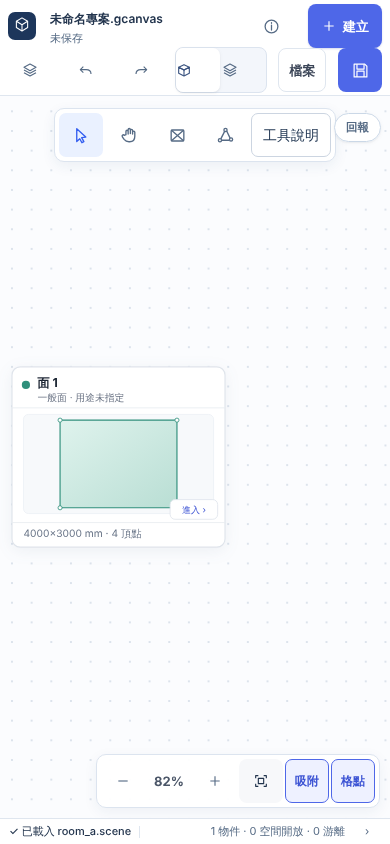 未命名專案.gcanvas
未保存
建立
檔案
工具說明
回報
面 1
一般面 · 用途未指定
進入 ›
4000×3000 mm · 4 頂點
82%
吸附
格點
✓ 已載入 room_a.scene
1 物件 · 0 空間開放 · 0 游離